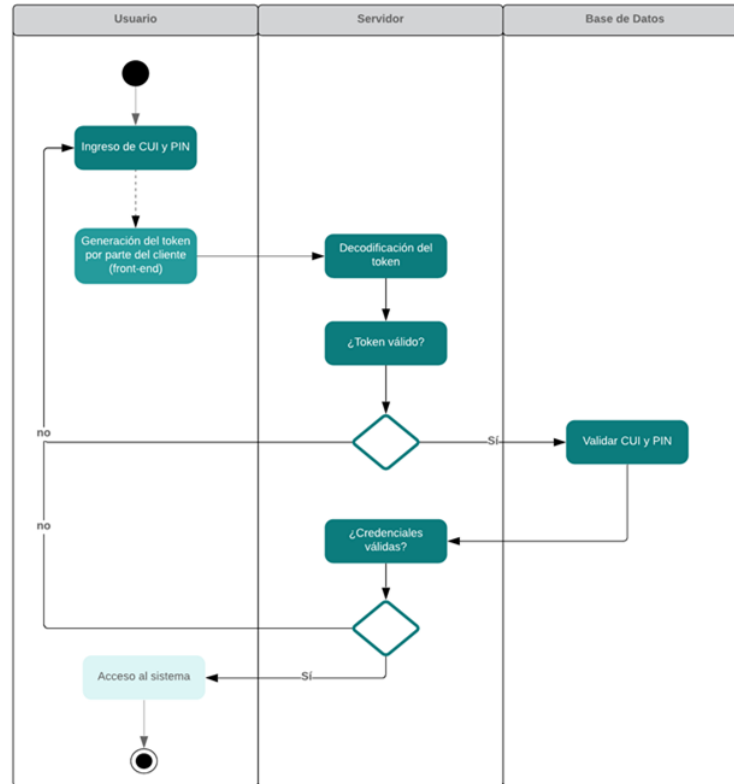 Usuario
Servidor
Base de Datos
Ingreso de CUI y PIN
Generación del token
por parte del cliente
(front-end)
Decodificación del
token
¿Token válido?
no
Sí
Validar CUI y PIN
no
¿Credenciales
válidas?
Acceso al sistema
Sí